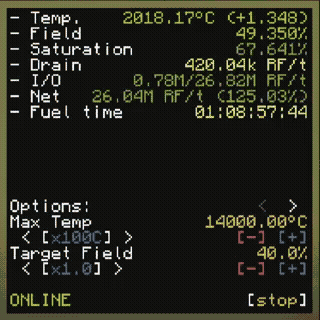 - Temp. 2018.17°C (+1.348)
- Field 49.350%
- Saturation 67.641%
- Drain 420.04k RF/t
- I/O 0.78M/26.82M RF/t
- Net 26.04M RF/t (125.03%)
- Fuel time 01:08:57:44
Options: < >
Max Temp 14000.00°C
< [x100C] > [-] [+]
Target Field 40.0%
< [x1.0] > [-] [+]
ONLINE [stop]